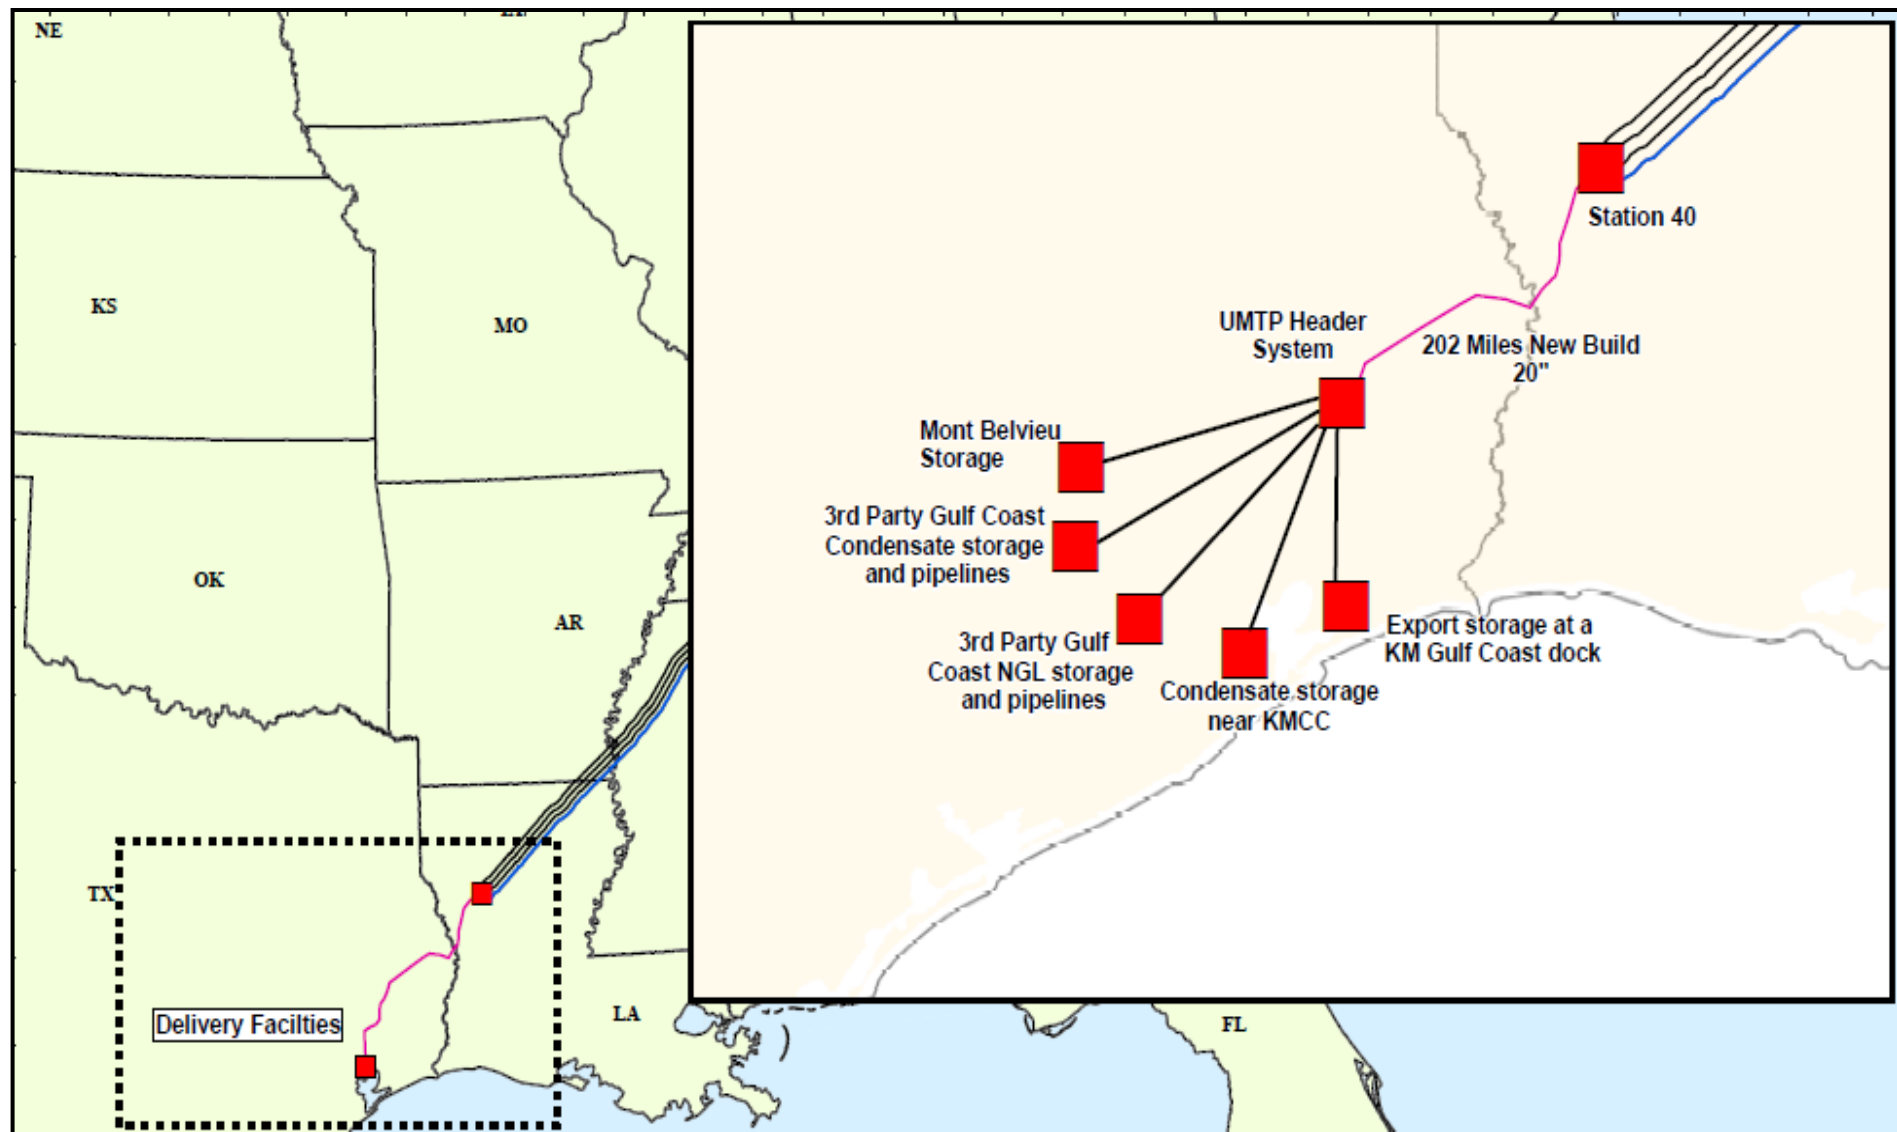 NE
KS
MO
OK
AR
TX
LA
FL
Delivery Facilties
Station 40
UMTP Header
System
202 Miles New Build
20"
Mont Belvieu
Storage
3rd Party Gulf Coast
Condensate storage
and pipelines
3rd Party Gulf
Coast NGL storage
and pipelines
Condensate storage
near KMCC
Export storage at a
KM Gulf Coast dock